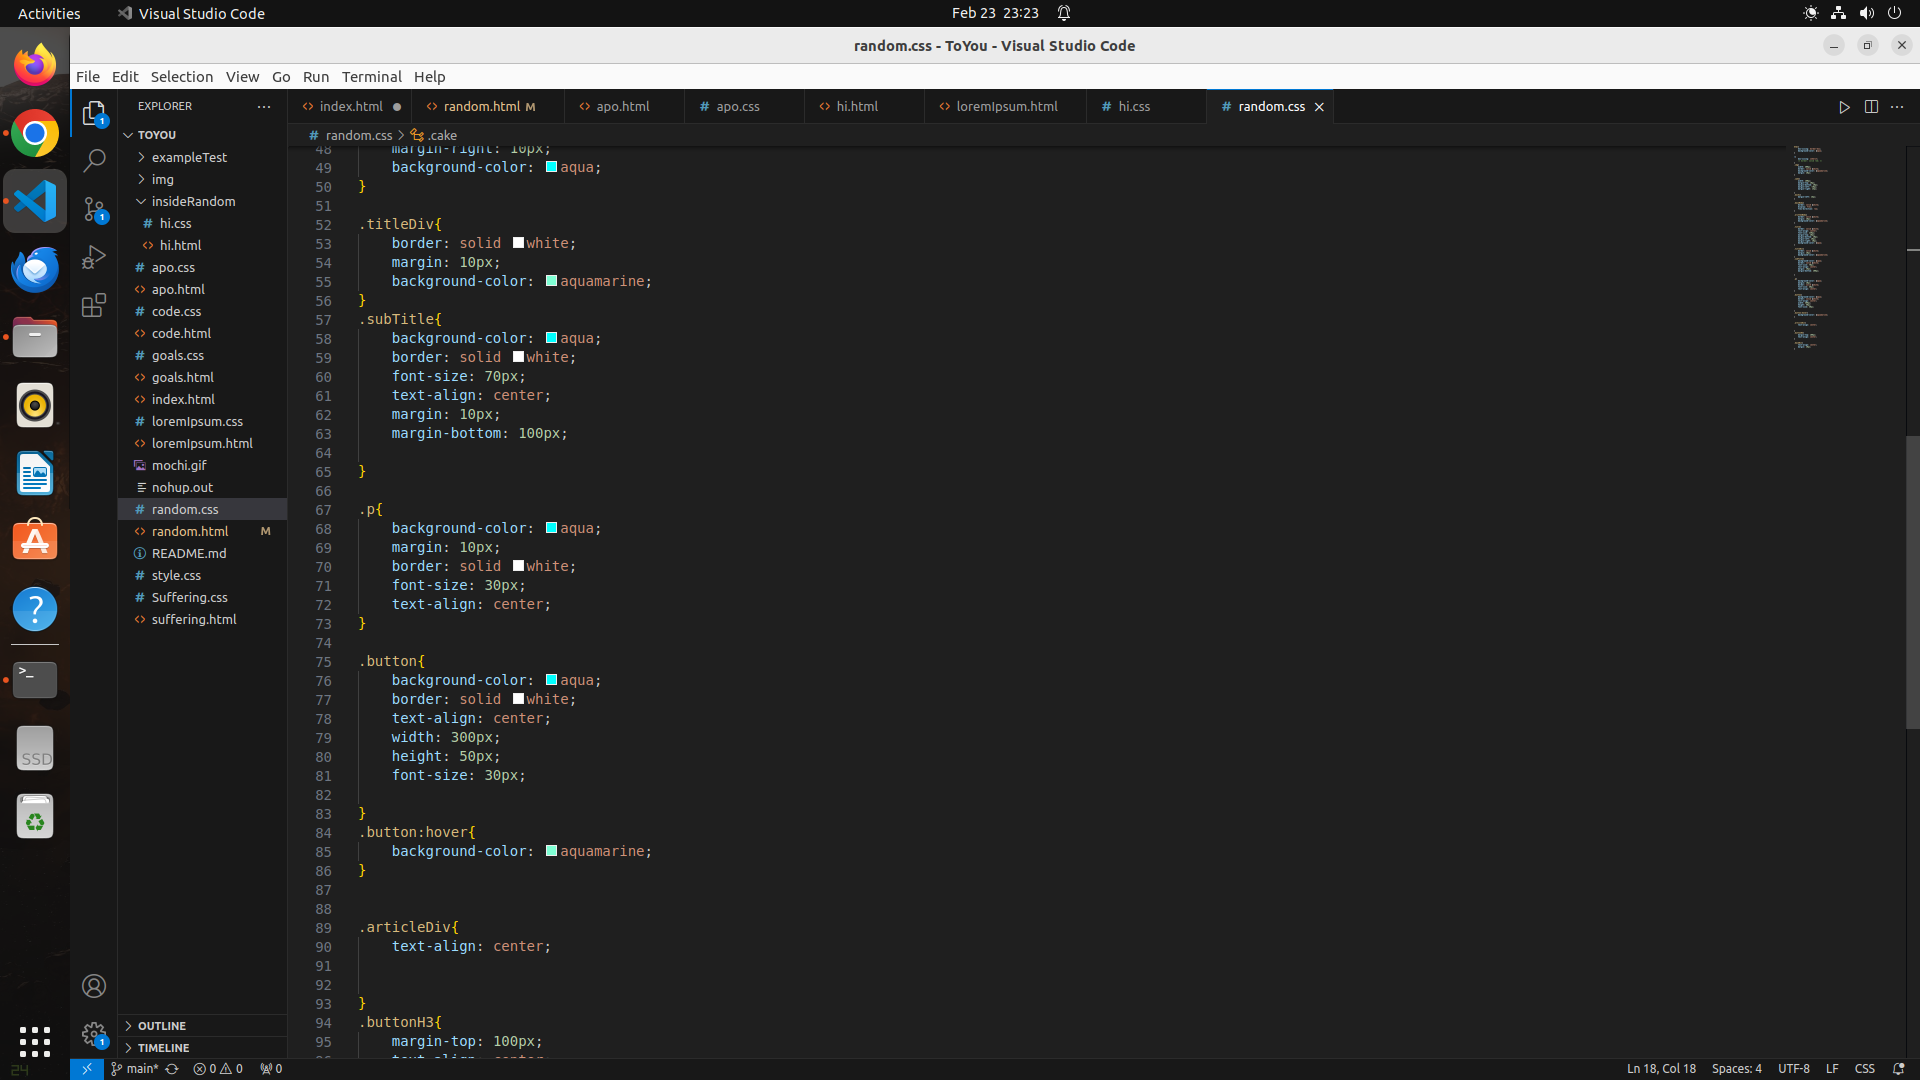 Activities
Visual Studio Code
Feb 23 23:23
random.css - ToYou - Visual Studio Code
File Edit Selection View Go Run Terminal Help
EXPLORER
index.html
random.html M
apo.html
apo.css
hi.html
loremIpsum.html
hi.css
random.css
random.css > .cake
TOYOU
exampleTest
img
insideRandom
hi.css
hi.html
apo.css
apo.html
code.css
code.html
goals.css
goals.html
index.html
loremIpsum.css
loremIpsum.html
mochi.gif
nohup.out
random.css
random.html M
README.md
style.css
Suffering.css
suffering.html
OUTLINE
TIMELINE
48 margin-right: 10px;
49 background-color: aqua;
50 }
51
52 .titleDiv{
53 border: solid white;
54 margin: 10px;
55 background-color: aquamarine;
56 }
57 .subTitle{
58 background-color: aqua;
59 border: solid white;
60 font-size: 70px;
61 text-align: center;
62 margin: 10px;
63 margin-bottom: 100px;
64
65 }
66
67 .p{
68 background-color: aqua;
69 margin: 10px;
70 border: solid white;
71 font-size: 30px;
72 text-align: center;
73 }
74
75 .button{
76 background-color: aqua;
77 border: solid white;
78 text-align: center;
79 width: 300px;
80 height: 50px;
81 font-size: 30px;
82
83 }
84 .button:hover{
85 background-color: aquamarine;
86 }
87
88
89 .articleDiv{
90 text-align: center;
91
92
93 }
94 .buttonH3{
95 margin-top: 100px;
96 text-align: center;
SSD
24
main* 0 0 0
Ln 18, Col 18 Spaces: 4 UTF-8 LF CSS